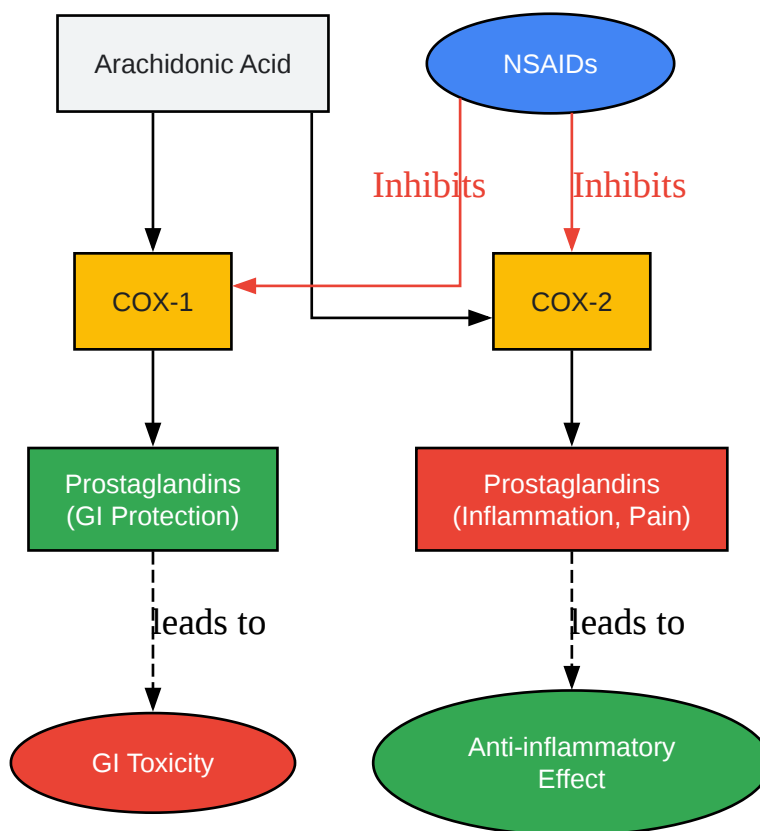 Arachidonic Acid
NSAIDs
Inhibits
Inhibits
COX-1
COX-2
Prostaglandins
(GI Protection)
Prostaglandins
(Inflammation, Pain)
leads to
leads to
GI Toxicity
Anti-inflammatory
Effect